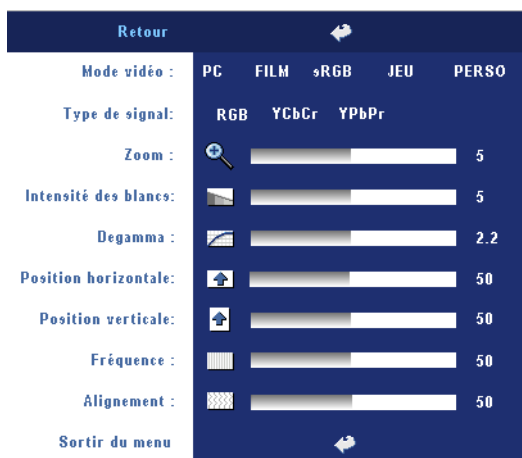 Retour
Mode vidéo : PC FILM sRGB JEU PERSO
Type de signal: RGB YCbCr YPbPr
Zoom : 5
Intensité des blancs: 5
Degamma : 2.2
Position horizontale: 50
Position verticale: 50
Fréquence : 50
Alignement : 50
Sortir du menu